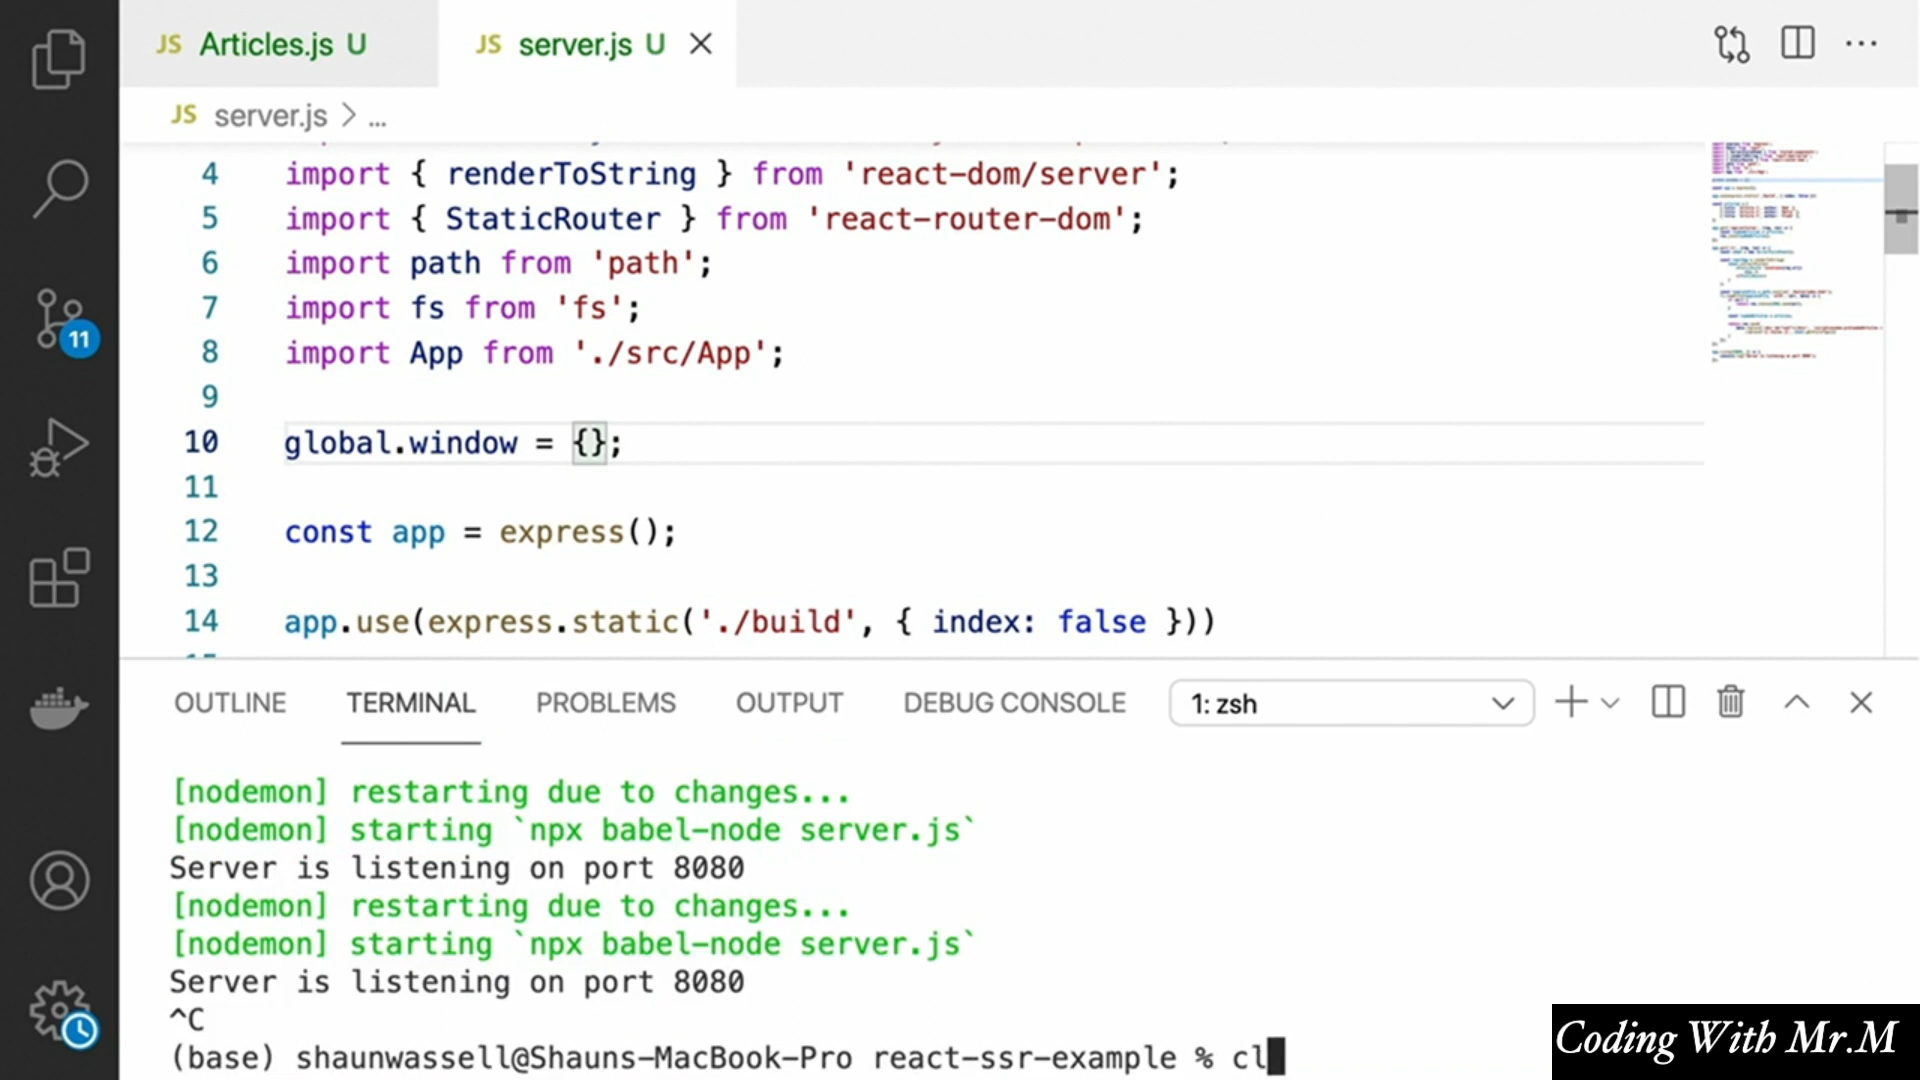 JS Articles.js U
JS server.js U
JS server.js > ...
4 import { renderToString } from 'react-dom/server';
5 import { StaticRouter } from 'react-router-dom';
6 import path from 'path';
7 import fs from 'fs';
8 import App from './src/App';
9
10 global.window = {};
11
12 const app = express();
13
14 app.use(express.static('./build', { index: false }))
11
OUTLINE TERMINAL PROBLEMS OUTPUT DEBUG CONSOLE 1: zsh
[nodemon] restarting due to changes...
[nodemon] starting `npx babel-node server.js`
Server is listening on port 8080
[nodemon] restarting due to changes...
[nodemon] starting `npx babel-node server.js`
Server is listening on port 8080
^C
(base) shaunwassell@Shauns-MacBook-Pro react-ssr-example % cl
Coding With Mr.M